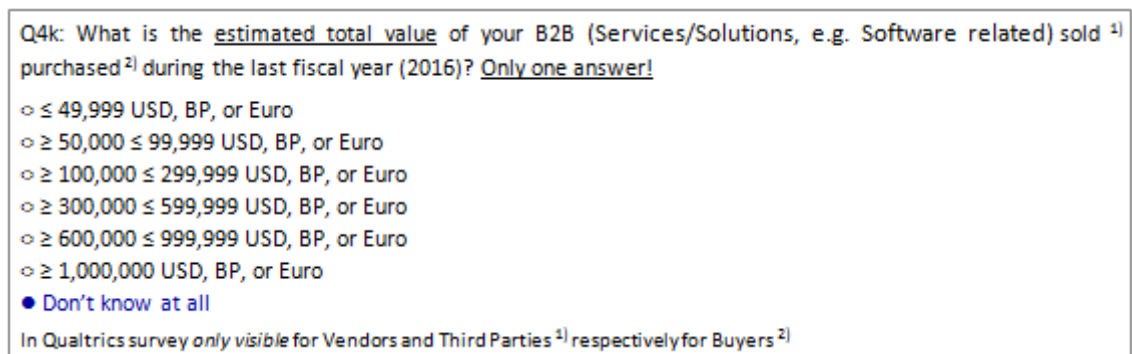 Q4k: What is the estimated total value of your B2B (Services/Solutions, e.g. Software related) sold 1)
purchased 2) during the last fiscal year (2016)? Only one answer!
○ ≤ 49,999 USD, BP, or Euro
○ ≥ 50,000 ≤ 99,999 USD, BP, or Euro
○ ≥ 100,000 ≤ 299,999 USD, BP, or Euro
○ ≥ 300,000 ≤ 599,999 USD, BP, or Euro
○ ≥ 600,000 ≤ 999,999 USD, BP, or Euro
○ ≥ 1,000,000 USD, BP, or Euro
● Don't know at all
In Qualtrics survey only visible for Vendors and Third Parties 1) respectively for Buyers 2)